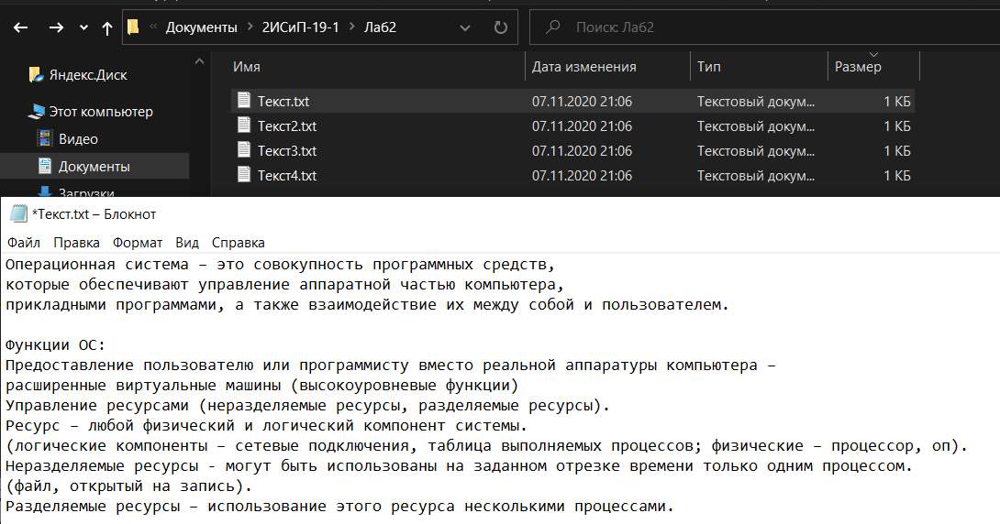 « Документы > 2ИСиП-19-1 > Лаб2
Поиск: Лаб2
Яндекс.Диск
Этот компьютер
Видео
Документы
Загрузки
Имя Дата изменения Тип Размер
Текст.txt 07.11.2020 21:06 Текстовый докум... 1 КБ
Текст2.txt 07.11.2020 21:06 Текстовый докум... 1 КБ
Текст3.txt 07.11.2020 21:06 Текстовый докум... 1 КБ
Текст4.txt 07.11.2020 21:06 Текстовый докум... 1 КБ
*Текст.txt – Блокнот
Файл Правка Формат Вид Справка
Операционная система – это совокупность программных средств,
которые обеспечивают управление аппаратной частью компьютера,
прикладными программами, а также взаимодействие их между собой и пользователем.
Функции ОС:
Предоставление пользователю или программисту вместо реальной аппаратуры компьютера –
расширенные виртуальные машины (высокоуровневые функции)
Управление ресурсами (неразделяемые ресурсы, разделяемые ресурсы).
Ресурс – любой физический и логический компонент системы.
(логические компоненты – сетевые подключения, таблица выполняемых процессов; физические – процессор, оп).
Неразделяемые ресурсы - могут быть использованы на заданном отрезке времени только одним процессом.
(файл, открытый на запись).
Разделяемые ресурсы – использование этого ресурса несколькими процессами.